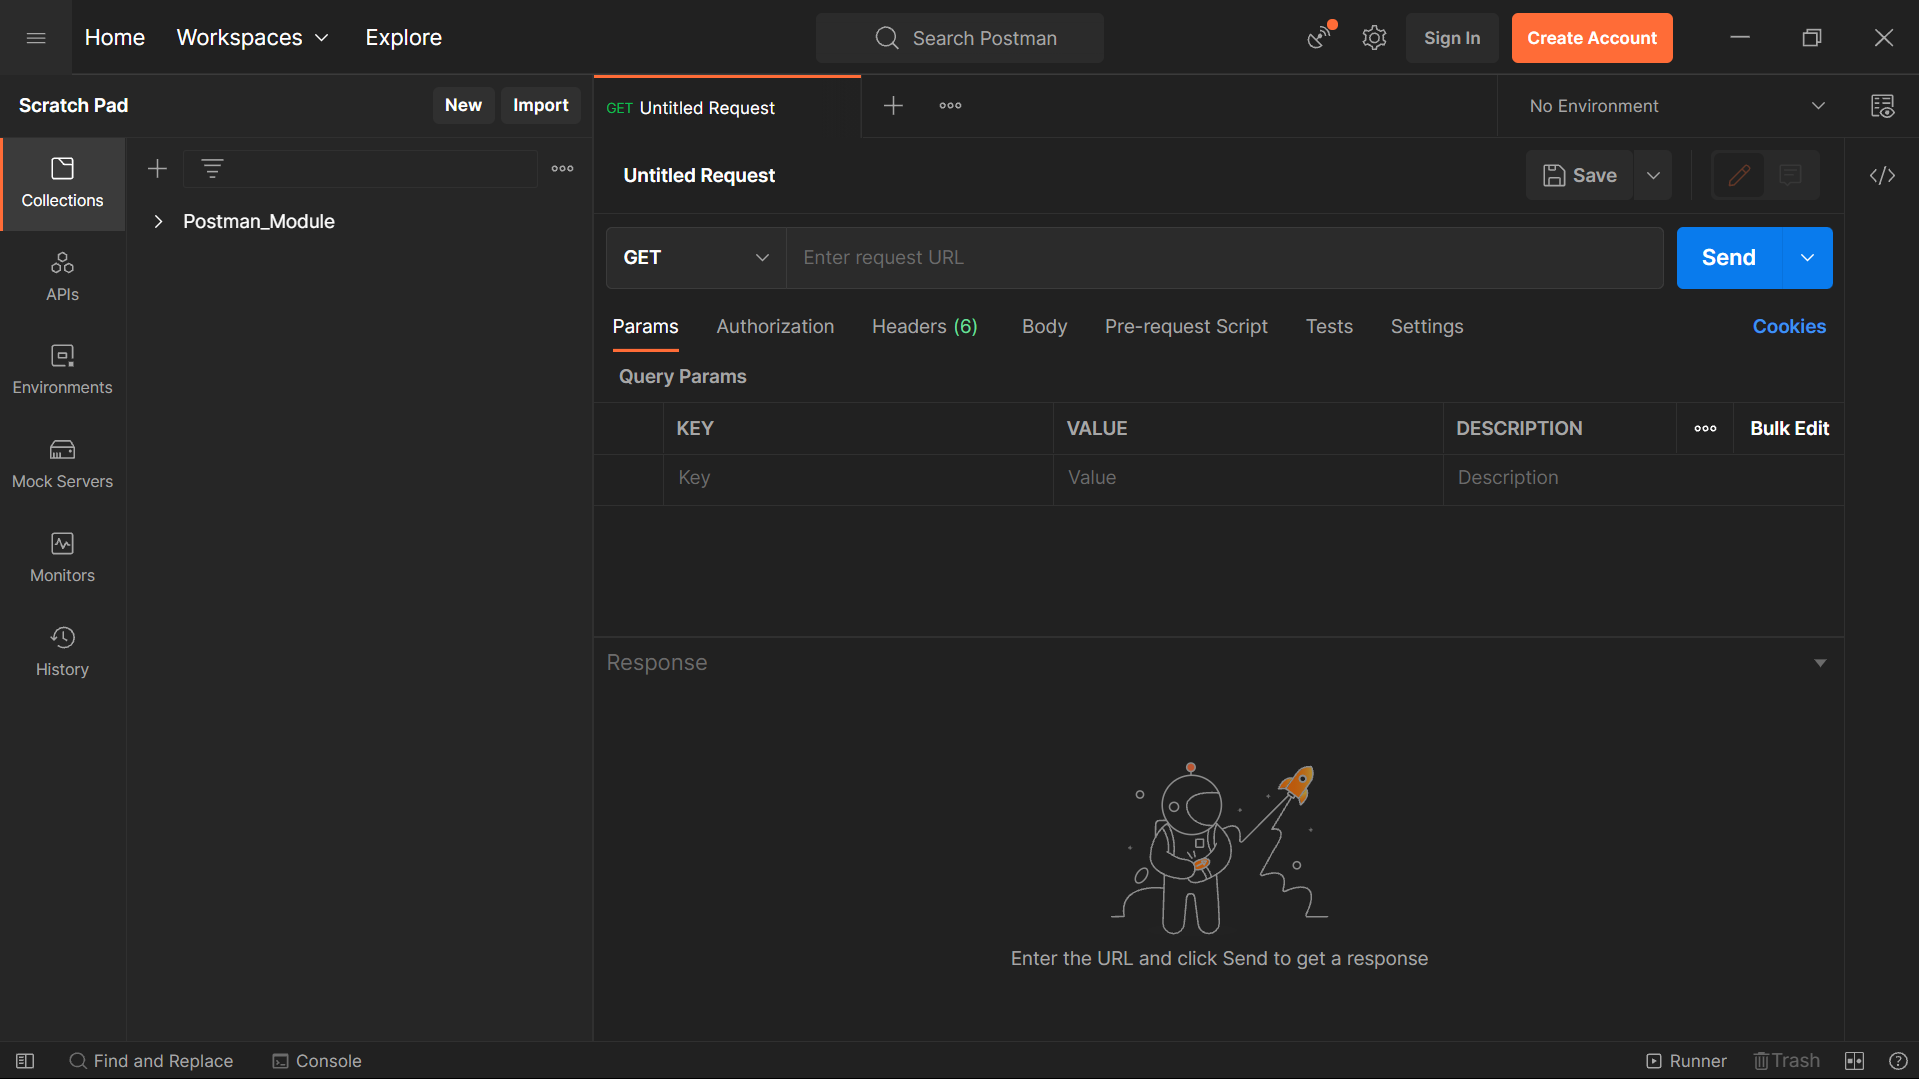 Home Workspaces Explore Search Postman Sign In Create Account
Scratch Pad New Import GET Untitled Request No Environment
Collections
Postman_Module
APIs
Environments
Mock Servers
Monitors
History
Untitled Request Save
GET Enter request URL Send
Params Authorization Headers (6) Body Pre-request Script Tests Settings Cookies
Query Params
KEY VALUE DESCRIPTION Bulk Edit
Key Value Description
Response
Enter the URL and click Send to get a response
Find and Replace Console Runner Trash